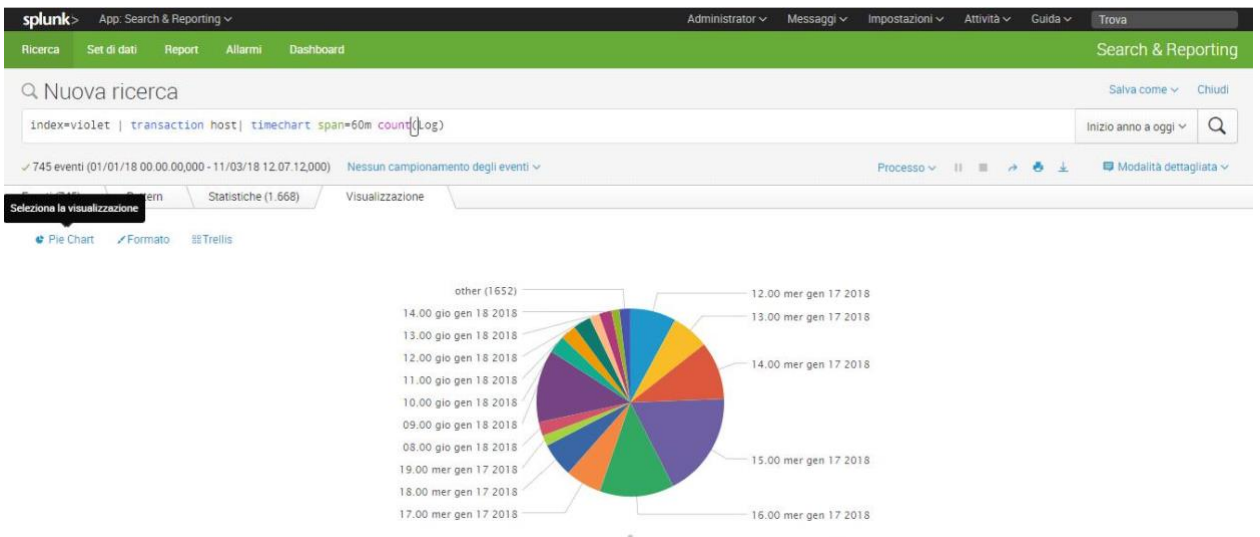 splunk> App: Search & Reporting Administrator Messaggi Impostazioni Attività Guida Trova
Ricerca Set di dati Report Allarmi Dashboard Search & Reporting
Nuova ricerca Salva come Chiudi
index=violet | transaction host| timechart span=60m count(Log) Inizio anno a oggi
745 eventi (01/01/18 00.00.00,000 - 11/03/18 12.07.12,000) Nessun campionamento degli eventi Processo Modalità dettagliata
Statistiche (1.668) Visualizzazione
Seleziona la visualizzazione
Pie Chart Formato Trellis
other (1652)
14.00 gio gen 18 2018
13.00 gio gen 18 2018
12.00 gio gen 18 2018
11.00 gio gen 18 2018
10.00 gio gen 18 2018
09.00 gio gen 18 2018
08.00 gio gen 18 2018
19.00 mer gen 17 2018
18.00 mer gen 17 2018
17.00 mer gen 17 2018
12.00 mer gen 17 2018
13.00 mer gen 17 2018
14.00 mer gen 17 2018
15.00 mer gen 17 2018
16.00 mer gen 17 2018